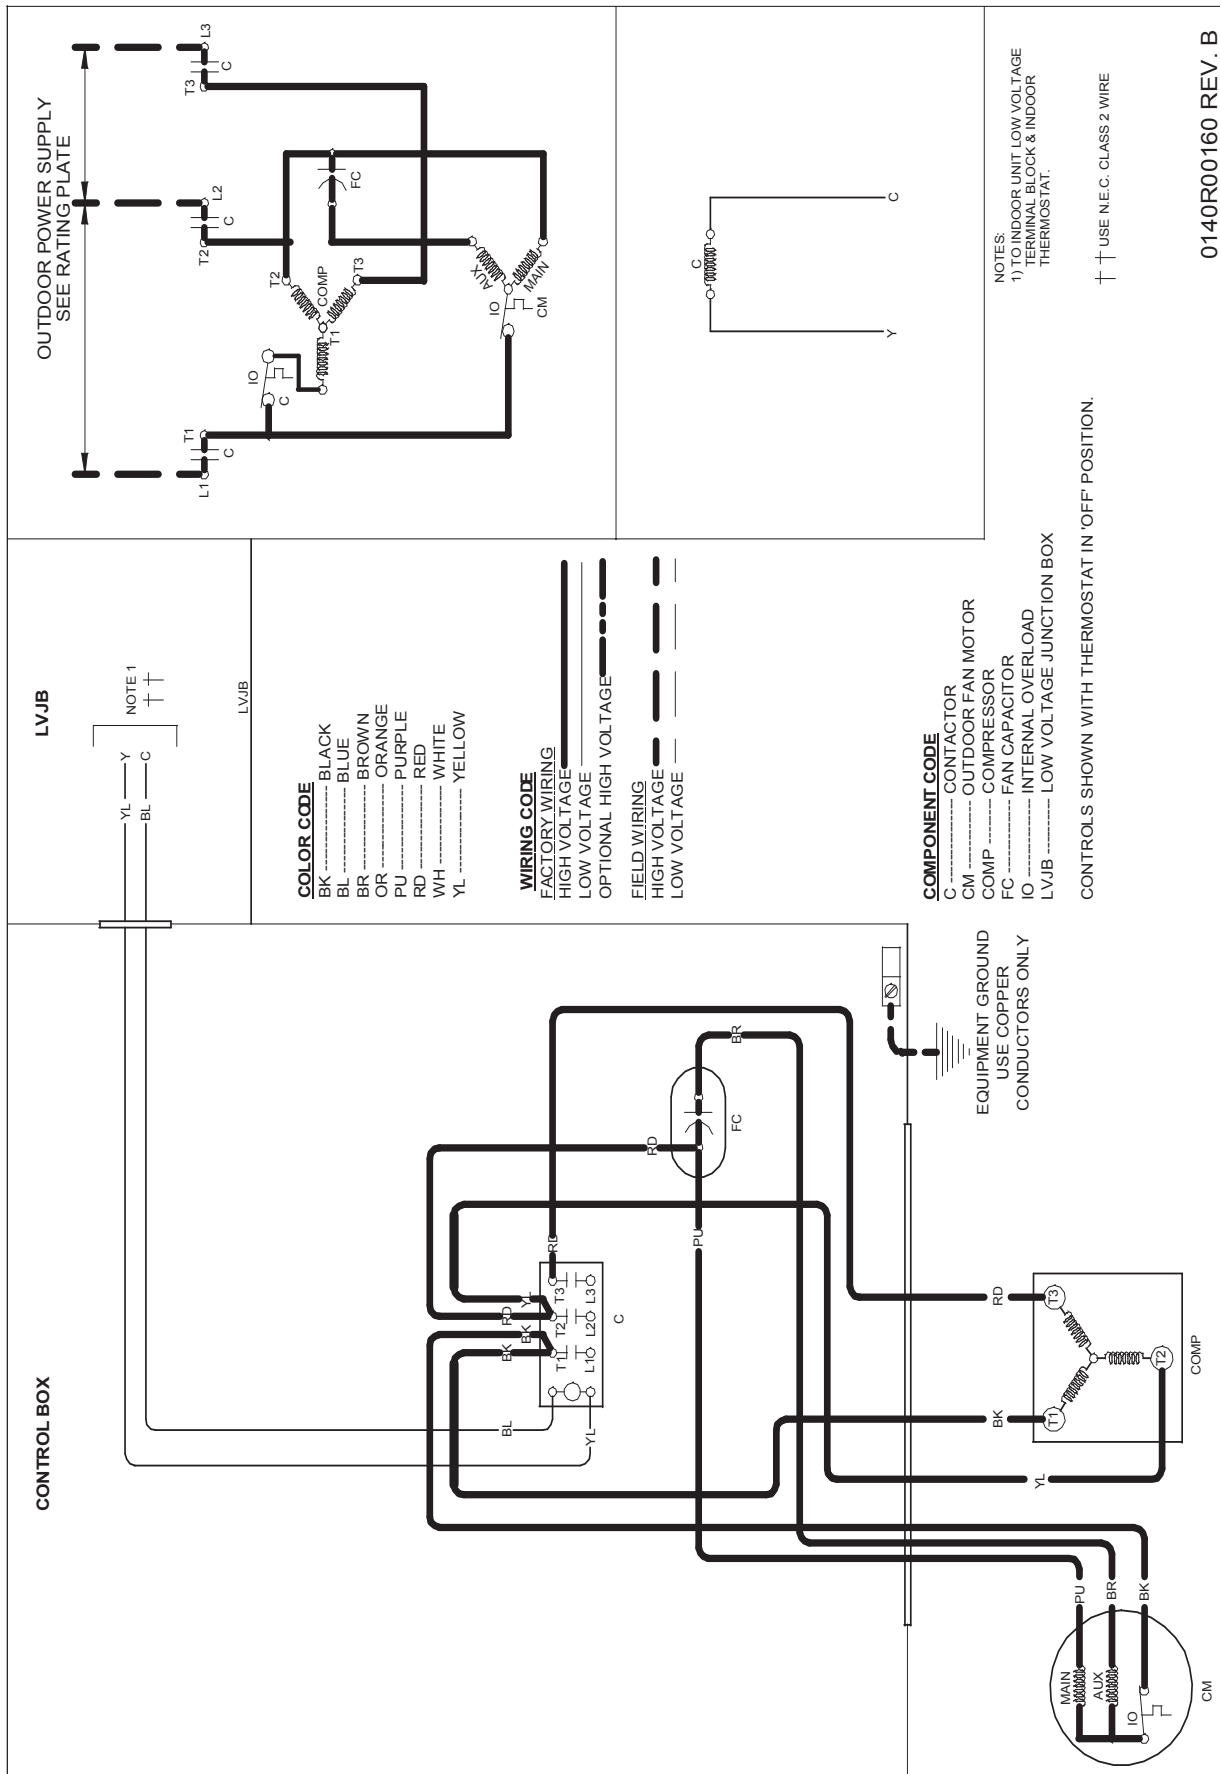 CONTROL BOX
BL
YL
BK
BK
RD
YL
RD
T1
T2
T3
L1
L2
L3
C
RD
PU
BR
FC
BK
RD
YL
T1
T2
T3
COMP
PU
BR
BK
MAIN
AUX
IO
CM
EQUIPMENT GROUND
USE COPPER
CONDUCTORS ONLY
LVJB
YL
Y
BL
C
NOTE 1
LVJB
COLOR CODE
BK ---------- BLACK
BL ---------- BLUE
BR ---------- BROWN
OR ---------- ORANGE
PU ---------- PURPLE
RD ---------- RED
WH ---------- WHITE
YL ---------- YELLOW
WIRING CODE
FACTORY WIRING
HIGH VOLTAGE
LOW VOLTAGE
OPTIONAL HIGH VOLTAGE
FIELD WIRING
HIGH VOLTAGE
LOW VOLTAGE
COMPONENT CODE
C ---------- CONTACTOR
CM ---------- OUTDOOR FAN MOTOR
COMP ------- COMPRESSOR
FC ---------- FAN CAPACITOR
IO ---------- INTERNAL OVERLOAD
LVJB -------- LOW VOLTAGE JUNCTION BOX
CONTROLS SHOWN WITH THERMOSTAT IN 'OFF' POSITION.
OUTDOOR POWER SUPPLY
SEE RATING PLATE
L1
C
T1
T2
C
L2
T3
C
L3
IO
C
T1
T2
COMP
T3
FC
AUX
MAIN
IO
CM
C
Y
C
NOTES:
1) TO INDOOR UNIT LOW VOLTAGE
TERMINAL BLOCK & INDOOR
THERMOSTAT.
†† USE N.E.C. CLASS 2 WIRE
0140R00160 REV. B